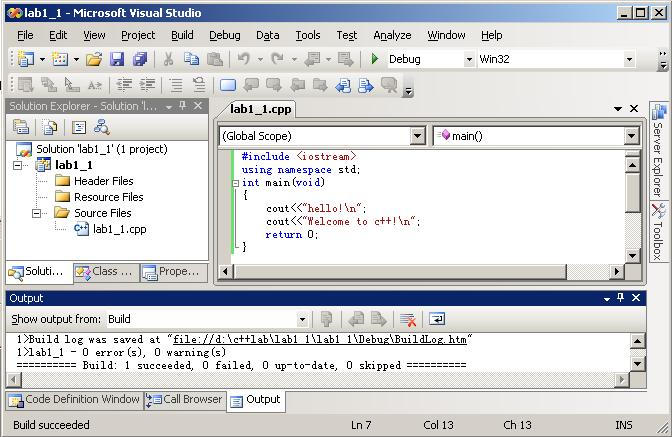 lab1_1 - Microsoft Visual Studio
File Edit View Project Build Debug Data Tools Test Analyze Window Help
Debug Win32
Solution Explorer - Solution 'l...
Solution 'lab1_1' (1 project)
lab1_1
Header Files
Resource Files
Source Files
C++ lab1_1.cpp
Soluti... Class ... Prope...
lab1_1.cpp
(Global Scope) main()
#include <iostream>
using namespace std;
int main(void)
{
cout<<"hello!\n";
cout<<"Welcome to c++!\n";
return 0;
}
Server Explorer
Toolbox
Output
Show output from: Build
1>Build log was saved at "file://d:\c++lab\lab1_1\lab1_1\Debug\BuildLog.htm"
1>lab1_1 - 0 error(s), 0 warning(s)
========== Build: 1 succeeded, 0 failed, 0 up-to-date, 0 skipped ==========
Code Definition Window Call Browser Output
Build succeeded Ln 7 Col 13 Ch 13 INS